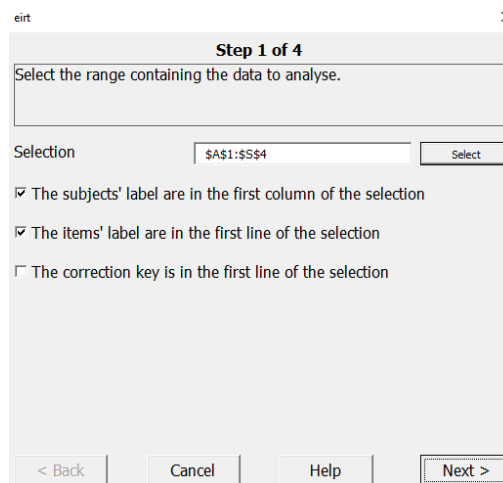 eirt
Step 1 of 4
Select the range containing the data to analyse.
Selection $A$1:$S$4 Select
The subjects' label are in the first column of the selection
The items' label are in the first line of the selection
The correction key is in the first line of the selection
< Back Cancel Help Next >